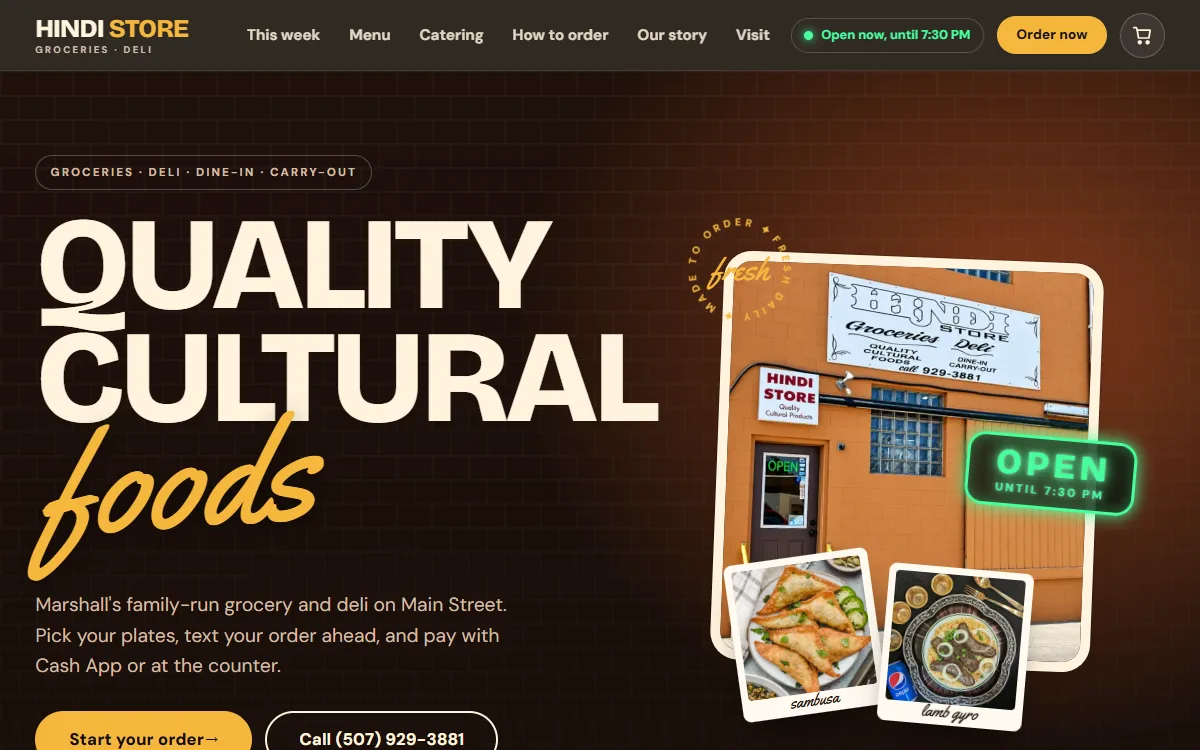 HINDI STORE
GROCERIES · DELI
This week
Menu
Catering
How to order
Our story
Visit
Open now, until 7:30 PM
Order now
GROCERIES · DELI · DINE-IN · CARRY-OUT
QUALITY
CULTURAL
foods
Marshall's family-run grocery and deli on Main Street.
Pick your plates, text your order ahead, and pay with
Cash App or at the counter.
Start your order→
Call (507) 929-3881
MADE TO ORDER ✦ FRESH DAILY ✦
fresh
HINDI
STORE
Groceries Deli
QUALITY
CULTURAL
FOODS
DINE-IN
CARRY-OUT
call 929-3881
HINDI
STORE
Quality
Cultural Products
OPEN
OPEN
UNTIL 7:30 PM
sambusa
pepsi
lamb gyro